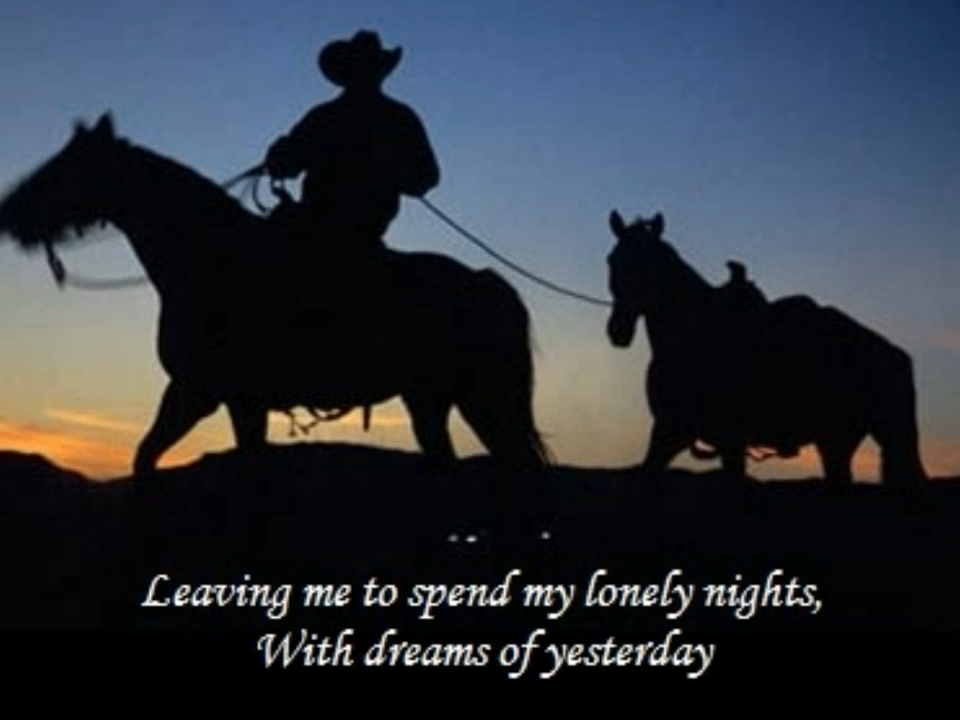 Leaving me to spend my lonely nights,
With dreams of yesterday